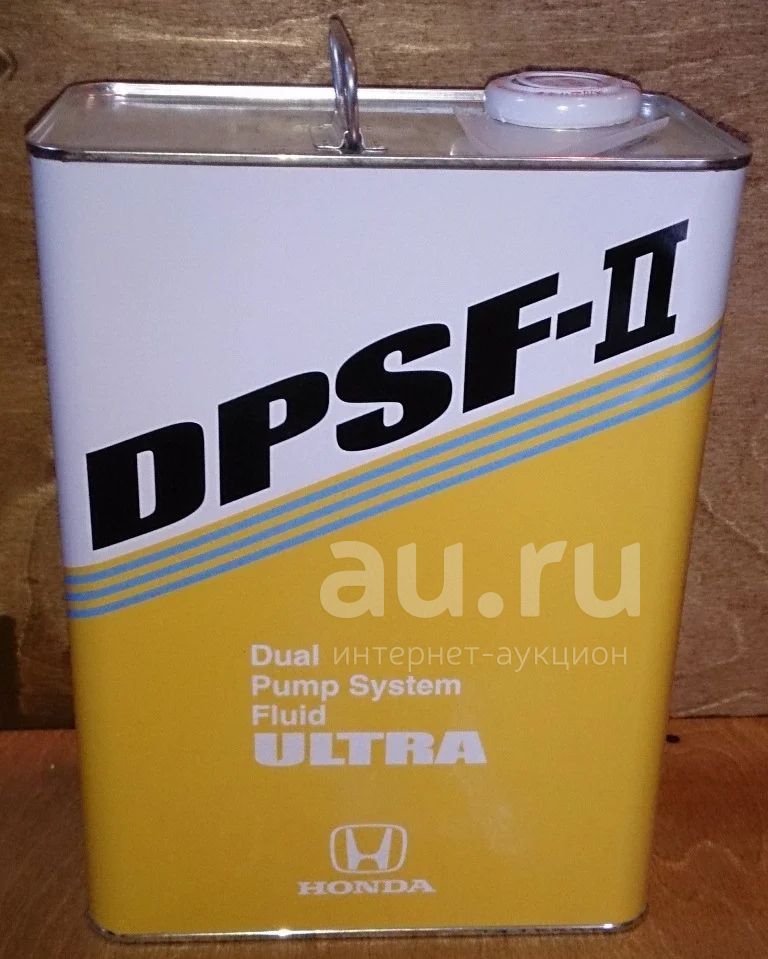 DPSF-II
au.ru
интернет-аукцион
Dual
Pump System
Fluid
ULTRA
HONDA